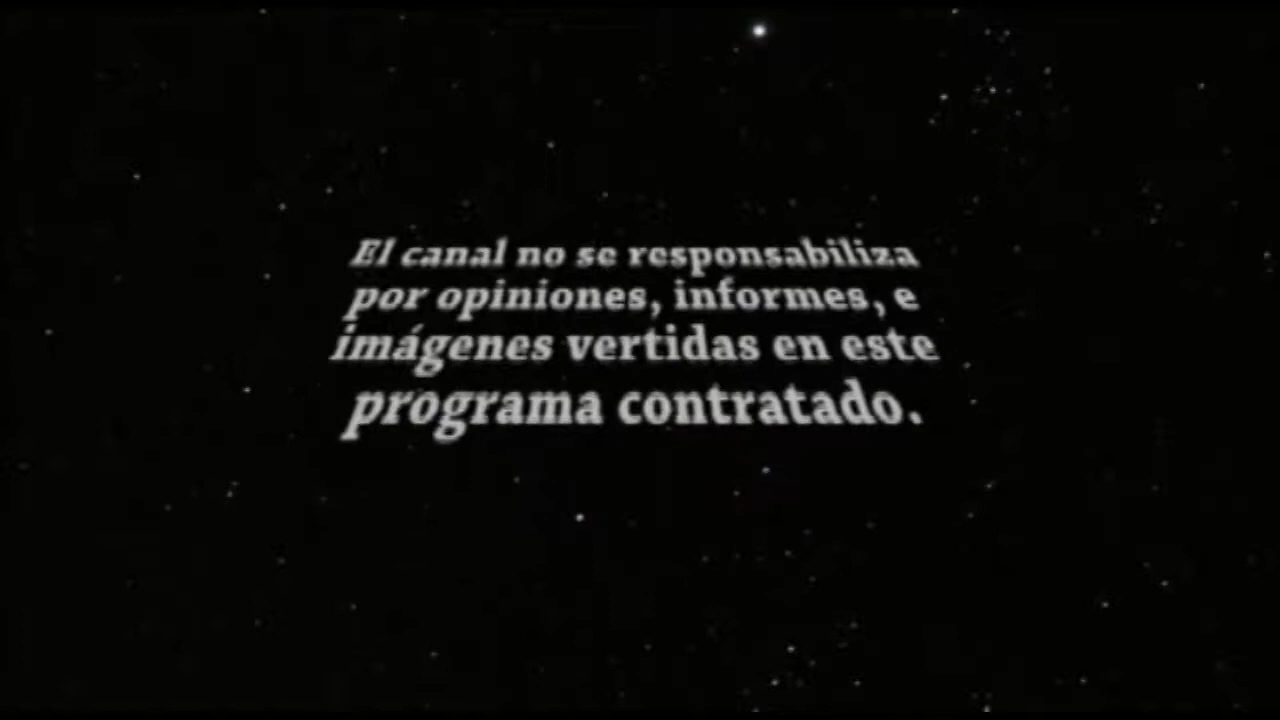 El canal no se responsabiliza
por opiniones, informes, e
imágenes vertidas en este
programa contratado.